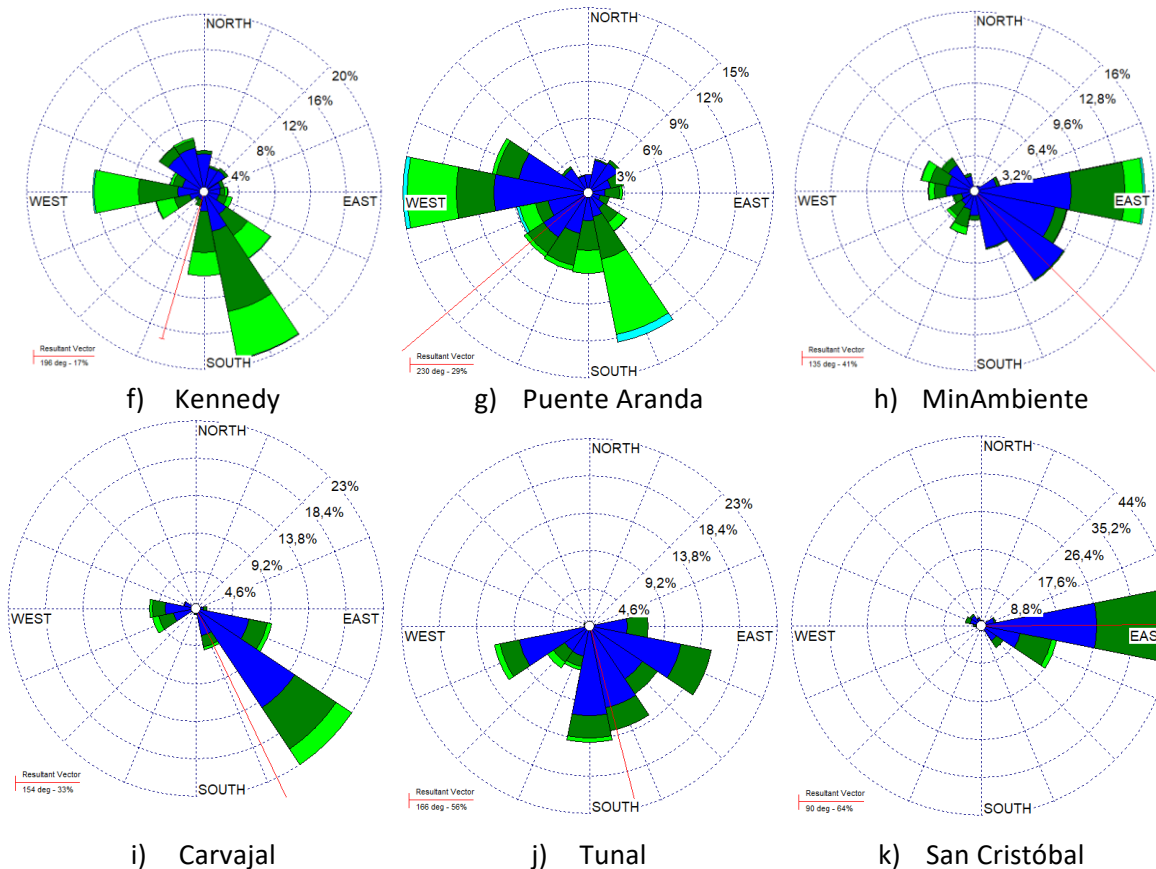 NORTH
20%
16%
12%
8%
4%
WEST
EAST
SOUTH
Resultant Vector
196 deg - 17%
f) Kennedy
NORTH
15%
12%
9%
6%
3%
WEST
EAST
SOUTH
Resultant Vector
230 deg - 29%
g) Puente Aranda
NORTH
16%
12,8%
9,6%
6,4%
3,2%
WEST
EAST
SOUTH
Resultant Vector
135 deg - 41%
h) MinAmbiente
NORTH
23%
18,4%
13,8%
9,2%
4,6%
WEST
EAST
SOUTH
Resultant Vector
154 deg - 33%
i) Carvajal
NORTH
23%
18,4%
13,8%
9,2%
4,6%
WEST
EAST
SOUTH
Resultant Vector
166 deg - 56%
j) Tunal
NORTH
44%
35,2%
26,4%
17,6%
8,8%
WEST
EAST
SOUTH
Resultant Vector
90 deg - 64%
k) San Cristóbal